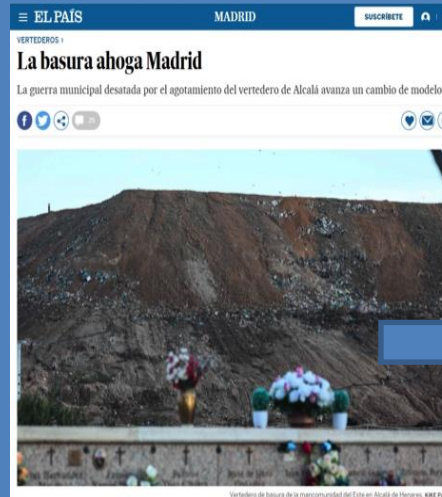 EL PAÍS
MADRID
SUSCRÍBETE
VERTEDEROS ›
La basura ahoga Madrid
La guerra municipal desatada por el agotamiento del vertedero de Alcalá avanza un cambio de modelo
Vertedero de basura de la mancomunidad del Este en Alcalá de Henares.